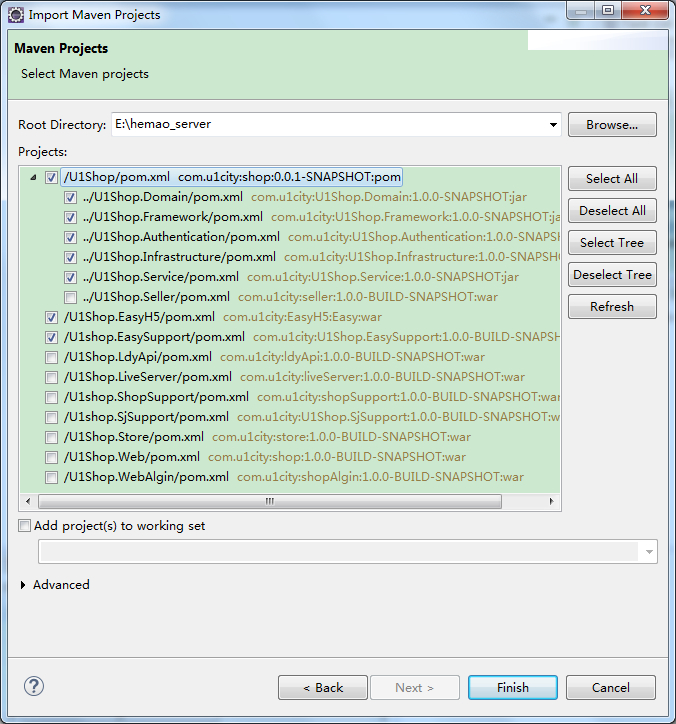 Import Maven Projects
Maven Projects
Select Maven projects
Root Directory: E:\hemao_server Browse...
Projects:
/U1Shop/pom.xml com.u1city:shop:0.0.1-SNAPSHOT:pom
../U1Shop.Domain/pom.xml com.u1city:U1Shop.Domain:1.0.0-SNAPSHOT:jar
../U1Shop.Framework/pom.xml com.u1city:U1Shop.Framework:1.0.0-SNAPSHOT:ja
../U1Shop.Authentication/pom.xml com.u1city:U1Shop.Authentication:1.0.0-SNAP
../U1Shop.Infrastructure/pom.xml com.u1city:U1Shop.Infrastructure:1.0.0-SNAPS
../U1Shop.Service/pom.xml com.u1city:U1Shop.Service:1.0.0-SNAPSHOT:jar
../U1Shop.Seller/pom.xml com.u1city:seller:1.0.0-BUILD-SNAPSHOT:war
/U1Shop.EasyH5/pom.xml com.u1city:EasyH5:Easy:war
/U1shop.EasySupport/pom.xml com.u1city:U1Shop.EasySupport:1.0.0-BUILD-SNAPSH
/U1Shop.LdyApi/pom.xml com.u1city:ldyApi:1.0.0-BUILD-SNAPSHOT:war
/U1Shop.LiveServer/pom.xml com.u1city:liveServer:1.0.0-BUILD-SNAPSHOT:war
/U1shop.ShopSupport/pom.xml com.u1city:shopSupport:1.0.0-BUILD-SNAPSHOT:war
/U1shop.SjSupport/pom.xml com.u1city:U1Shop.SjSupport:1.0.0-BUILD-SNAPSHOT:w
/U1Shop.Store/pom.xml com.u1city:store:1.0.0-BUILD-SNAPSHOT:war
/U1Shop.Web/pom.xml com.u1city:shop:1.0.0-BUILD-SNAPSHOT:war
/U1Shop.WebAlgin/pom.xml com.u1city:shopAlgin:1.0.0-BUILD-SNAPSHOT:war
Select All
Deselect All
Select Tree
Deselect Tree
Refresh
Add project(s) to working set
Advanced
< Back Next > Finish Cancel